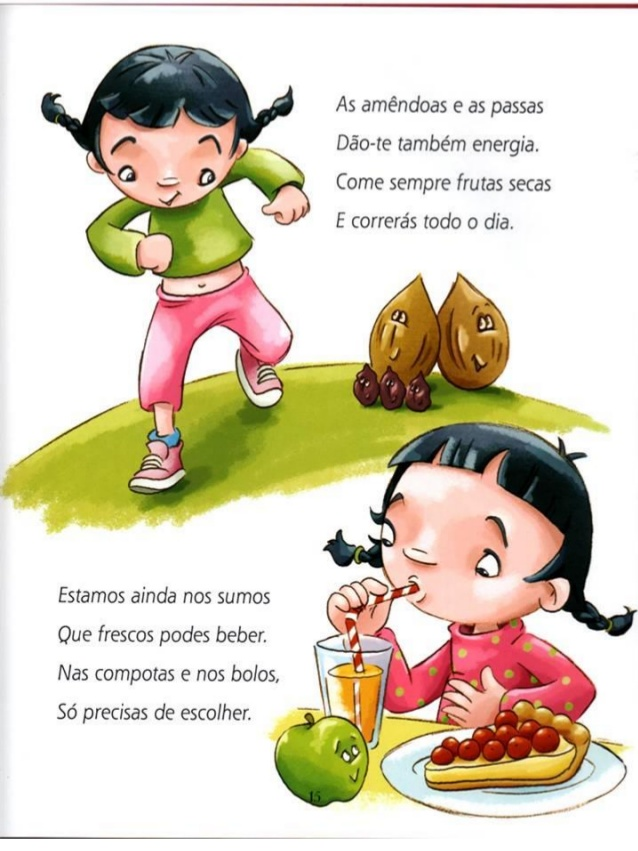 As amêndoas e as passas
Dão-te também energia.
Come sempre frutas secas
E correrás todo o dia.
Estamos ainda nos sumos
Que frescos podes beber.
Nas compotas e nos bolos,
Só precisas de escolher.
15